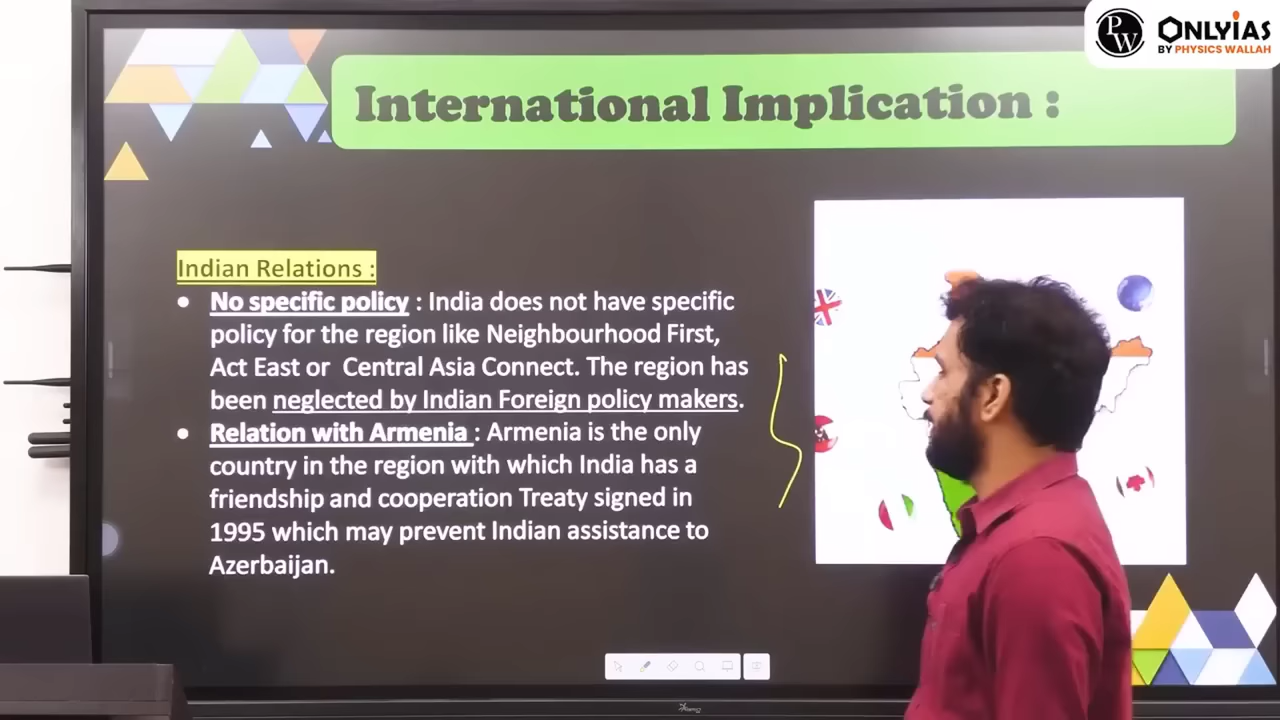 PW
ONLYIAS
BY PHYSICS WALLAH
International Implication :
Indian Relations :
• No specific policy : India does not have specific
policy for the region like Neighbourhood First,
Act East or Central Asia Connect. The region has
been neglected by Indian Foreign policy makers.
• Relation with Armenia : Armenia is the only
country in the region with which India has a
friendship and cooperation Treaty signed in
1995 which may prevent Indian assistance to
Azerbaijan.